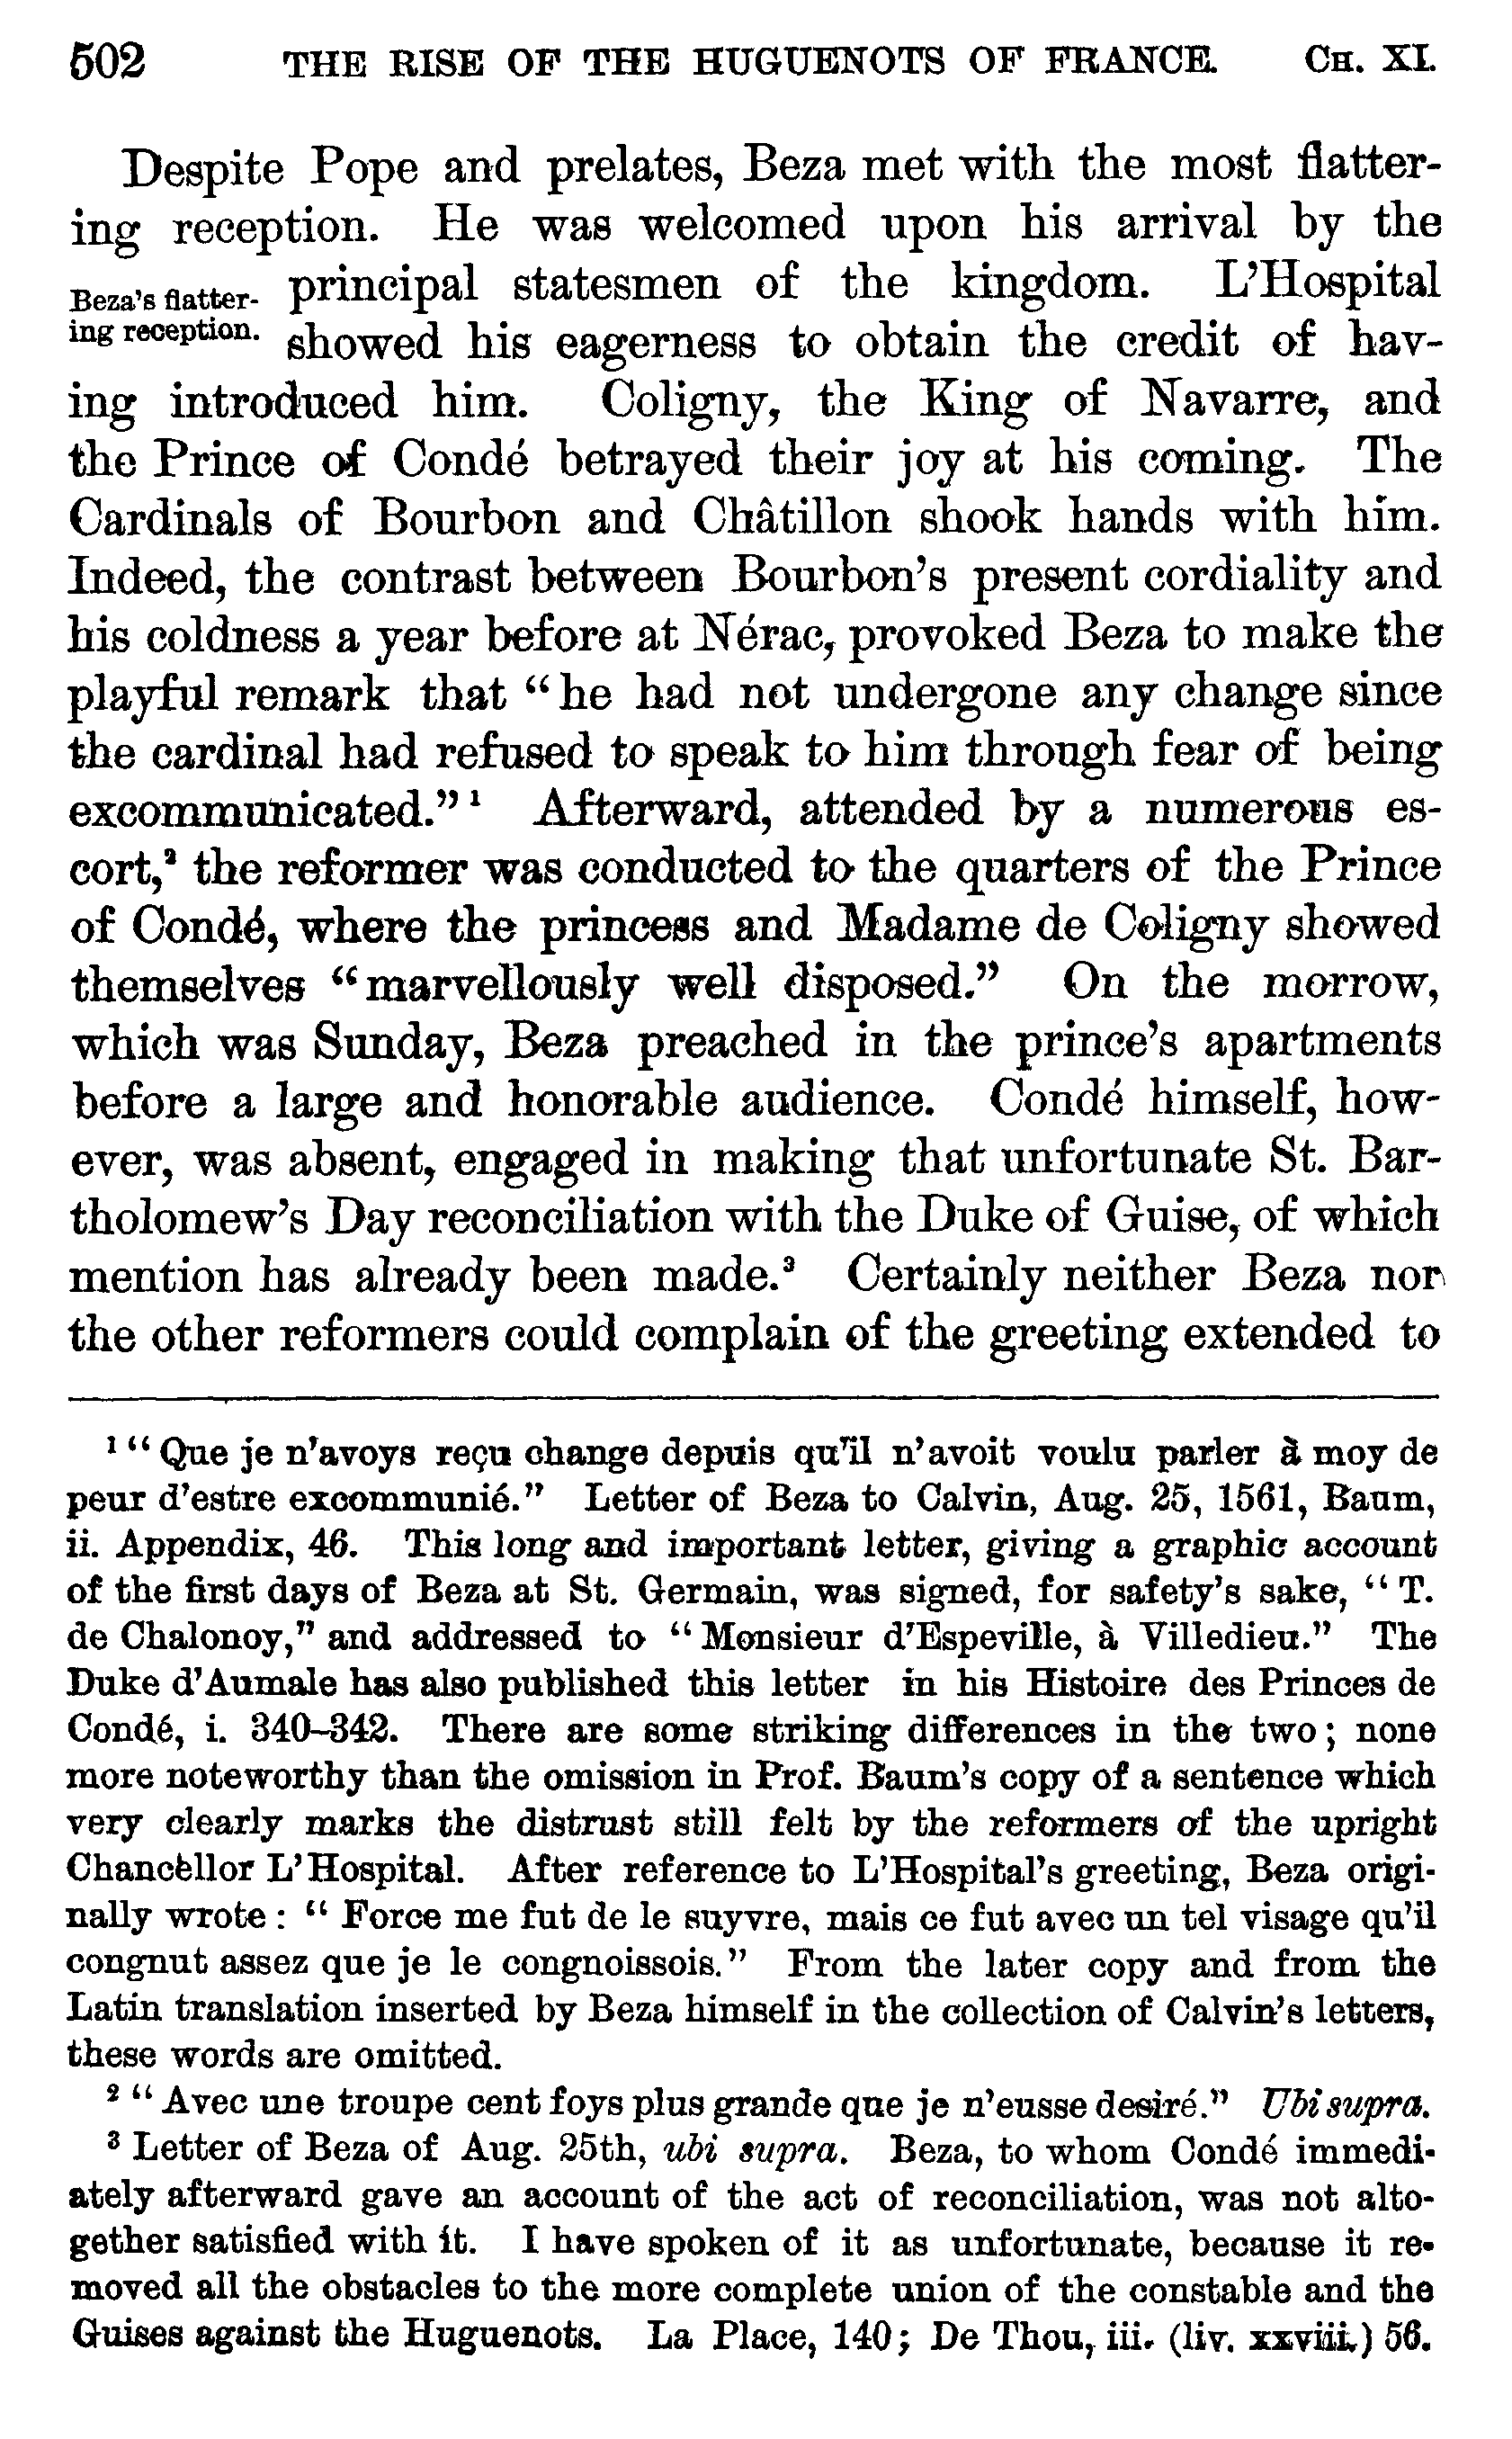 502 THE RISE OF THE HUGUENOTS OF FRANCE. CH. XI.
Despite Pope and prelates, Beza met with the most flatter-
ing reception. He was welcomed upon his arrival by the
Beza's flatter-
ing reception.
principal statesmen of the kingdom. L'Hospital
showed his eagerness to obtain the credit of hav-
ing introduced him. Coligny, the King of Navarre, and
the Prince of Condé betrayed their joy at his coming. The
Cardinals of Bourbon and Châtillon shook hands with him.
Indeed, the contrast between Bourbon's present cordiality and
his coldness a year before at Nérac, provoked Beza to make the
playful remark that “he had not undergone any change since
the cardinal had refused to speak to him through fear of being
excommunicated.”¹ Afterward, attended by a numerous es-
cort,² the reformer was conducted to the quarters of the Prince
of Condé, where the princess and Madame de Coligny showed
themselves “marvellously well disposed.” On the morrow,
which was Sunday, Beza preached in the prince's apartments
before a large and honorable audience. Condé himself, how-
ever, was absent, engaged in making that unfortunate St. Bar-
tholomew's Day reconciliation with the Duke of Guise, of which
mention has already been made.³ Certainly neither Beza nor
the other reformers could complain of the greeting extended to
¹ “Que je n'avoys reçu change depuis qu'il n'avoit voulu parler à moy de
peur d'estre excommunié.” Letter of Beza to Calvin, Aug. 25, 1561, Baum,
ii. Appendix, 46. This long and important letter, giving a graphic account
of the first days of Beza at St. Germain, was signed, for safety's sake, “T.
de Chalonoy,” and addressed to “Monsieur d'Espeville, à Villedieu.” The
Duke d'Aumale has also published this letter in his Histoire des Princes de
Condé, i. 340–342. There are some striking differences in the two; none
more noteworthy than the omission in Prof. Baum's copy of a sentence which
very clearly marks the distrust still felt by the reformers of the upright
Chancellor L'Hospital. After reference to L'Hospital's greeting, Beza origi-
nally wrote: “Force me fut de le suyvre, mais ce fut avec un tel visage qu'il
congnut assez que je le congnoissois.” From the later copy and from the
Latin translation inserted by Beza himself in the collection of Calvin's letters,
these words are omitted.
² “Avec une troupe cent foys plus grande que je n'eusse desiré.” Ubi supra.
³ Letter of Beza of Aug. 25th, ubi supra. Beza, to whom Condé immedi-
ately afterward gave an account of the act of reconciliation, was not alto-
gether satisfied with it. I have spoken of it as unfortunate, because it re-
moved all the obstacles to the more complete union of the constable and the
Guises against the Huguenots. La Place, 140; De Thou, iii. (liv. xxviii.) 56.